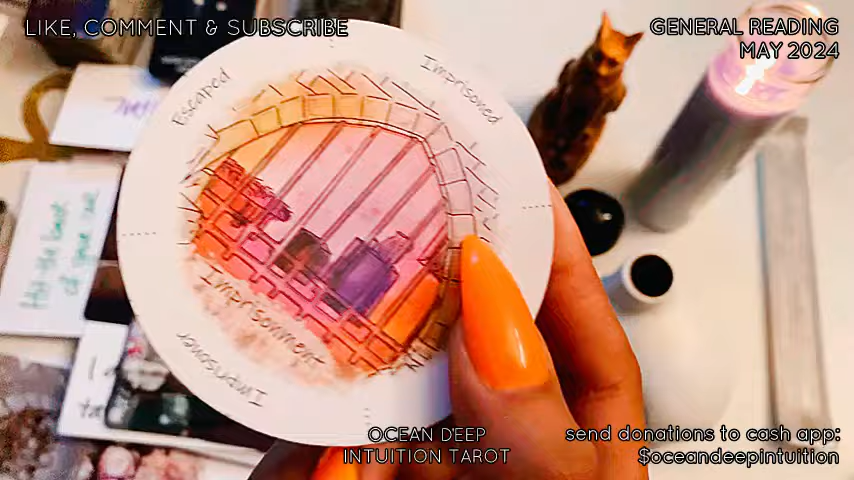 LIKE, COMMENT & SUBSCRIBE
GENERAL READING
MAY 2024
Escaped
Imprisoned
Imprisonment
Imprisoner
OCEAN DEEP
INTUITION TAROT
send donations to cash app:
$oceandeepintuition